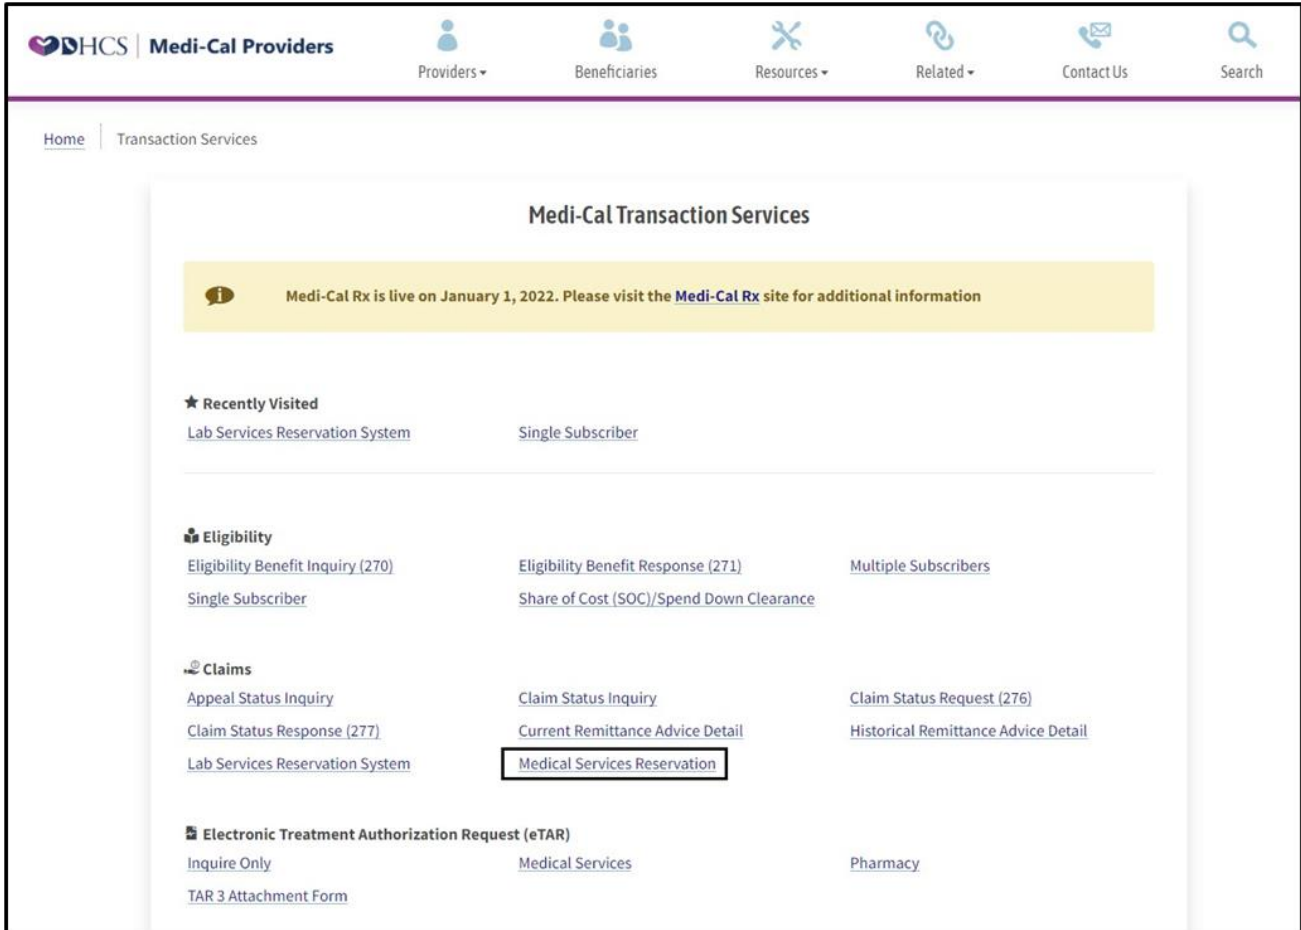 DHCS | Medi-Cal Providers
Providers Beneficiaries Resources Related Contact Us Search
Home | Transaction Services
Medi-Cal Transaction Services
Medi-Cal Rx is live on January 1, 2022. Please visit the Medi-Cal Rx site for additional information
Recently Visited
Lab Services Reservation System Single Subscriber
Eligibility
Eligibility Benefit Inquiry (270) Eligibility Benefit Response (271) Multiple Subscribers
Single Subscriber Share of Cost (SOC)/Spend Down Clearance
Claims
Appeal Status Inquiry Claim Status Inquiry Claim Status Request (276)
Claim Status Response (277) Current Remittance Advice Detail Historical Remittance Advice Detail
Lab Services Reservation System Medical Services Reservation
Electronic Treatment Authorization Request (eTAR)
Inquire Only Medical Services Pharmacy
TAR 3 Attachment Form